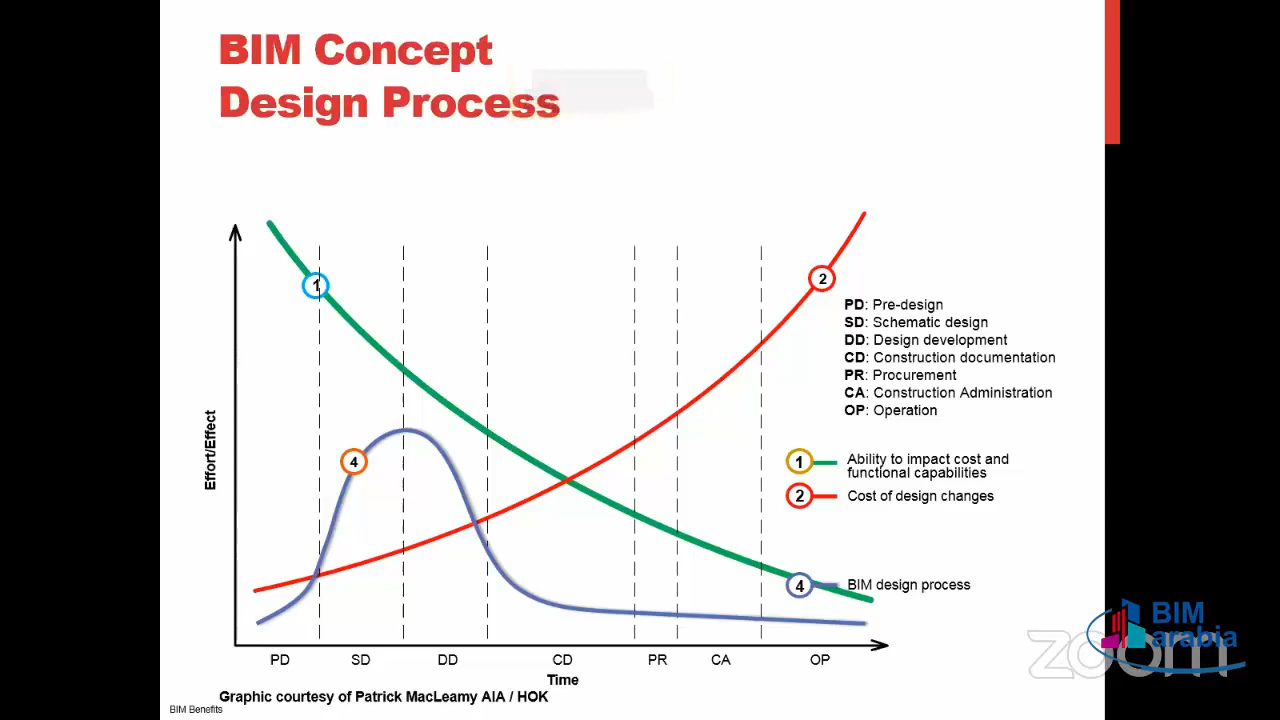 BIM Concept
Design Process
1
2
PD: Pre-design
SD: Schematic design
DD: Design development
CD: Construction documentation
PR: Procurement
CA: Construction Administration
OP: Operation
Effort/Effect
4
1 Ability to impact cost and
functional capabilities
2 Cost of design changes
4 BIM design process
PD SD DD CD PR CA OP
Time
Graphic courtesy of Patrick MacLeamy AIA / HOK
BIM Benefits
BIM
arabia
zoom